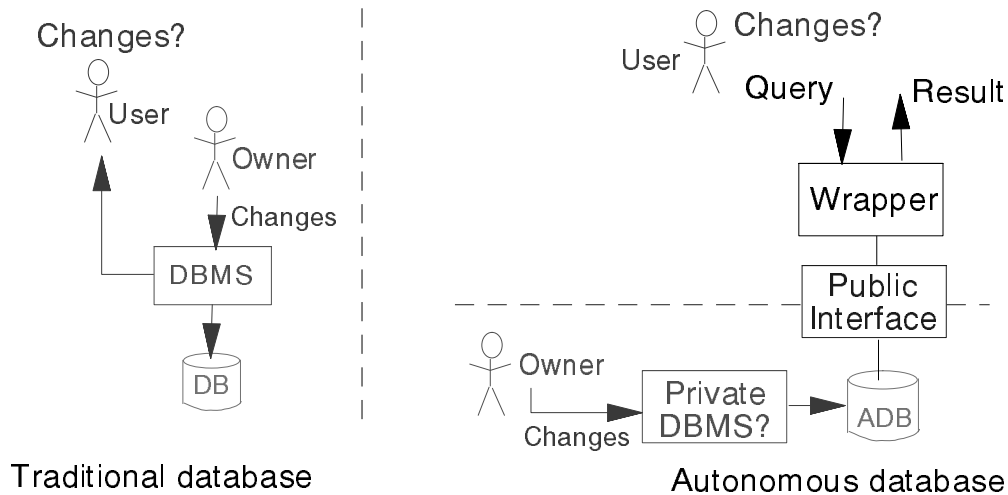 Changes?
User
Owner
Changes
DBMS
DB
Traditional database
Changes?
User
Query
Result
Wrapper
Public
Interface
Owner
Changes
Private
DBMS?
ADB
Autonomous database